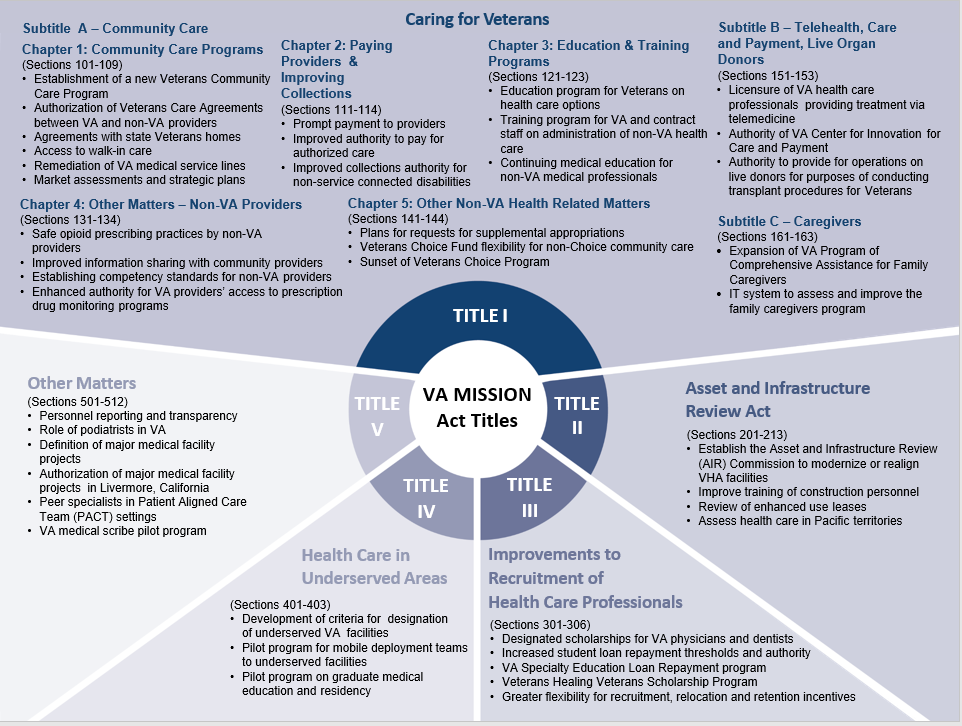 Caring for Veterans
Subtitle A – Community Care
Chapter 1: Community Care Programs
(Sections 101-109)
• Establishment of a new Veterans Community
Care Program
• Authorization of Veterans Care Agreements
between VA and non-VA providers
• Agreements with state Veterans homes
• Access to walk-in care
• Remediation of VA medical service lines
• Market assessments and strategic plans
Chapter 2: Paying
Providers &
Improving
Collections
(Sections 111-114)
• Prompt payment to providers
• Improved authority to pay for
authorized care
• Improved collections authority for
non-service connected disabilities
Chapter 3: Education & Training
Programs
(Sections 121-123)
• Education program for Veterans on
health care options
• Training program for VA and contract
staff on administration of non-VA health
care
• Continuing medical education for
non-VA medical professionals
Subtitle B – Telehealth, Care
and Payment, Live Organ
Donors
(Sections 151-153)
• Licensure of VA health care
professionals providing treatment via
telemedicine
• Authority of VA Center for Innovation for
Care and Payment
• Authority to provide for operations on
live donors for purposes of conducting
transplant procedures for Veterans
Chapter 4: Other Matters – Non-VA Providers
(Sections 131-134)
• Safe opioid prescribing practices by non-VA
providers
• Improved information sharing with community providers
• Establishing competency standards for non-VA providers
• Enhanced authority for VA providers' access to prescription
drug monitoring programs
Chapter 5: Other Non-VA Health Related Matters
(Sections 141-144)
• Plans for requests for supplemental appropriations
• Veterans Choice Fund flexibility for non-Choice community care
• Sunset of Veterans Choice Program
Subtitle C – Caregivers
(Sections 161-163)
• Expansion of VA Program of
Comprehensive Assistance for Family
Caregivers
• IT system to assess and improve the
family caregivers program
TITLE I
VA MISSION
Act Titles
TITLE
II
TITLE
III
TITLE
IV
TITLE
V
Asset and Infrastructure
Review Act
(Sections 201-213)
• Establish the Asset and Infrastructure Review
(AIR) Commission to modernize or realign
VHA facilities
• Improve training of construction personnel
• Review of enhanced use leases
• Assess health care in Pacific territories
Improvements to
Recruitment of
Health Care Professionals
(Sections 301-306)
• Designated scholarships for VA physicians and dentists
• Increased student loan repayment thresholds and authority
• VA Specialty Education Loan Repayment program
• Veterans Healing Veterans Scholarship Program
• Greater flexibility for recruitment, relocation and retention incentives
Health Care in
Underserved Areas
(Sections 401-403)
• Development of criteria for designation
of underserved VA facilities
• Pilot program for mobile deployment teams
to underserved facilities
• Pilot program on graduate medical
education and residency
Other Matters
(Sections 501-512)
• Personnel reporting and transparency
• Role of podiatrists in VA
• Definition of major medical facility
projects
• Authorization of major medical facility
projects in Livermore, California
• Peer specialists in Patient Aligned Care
Team (PACT) settings
• VA medical scribe pilot program